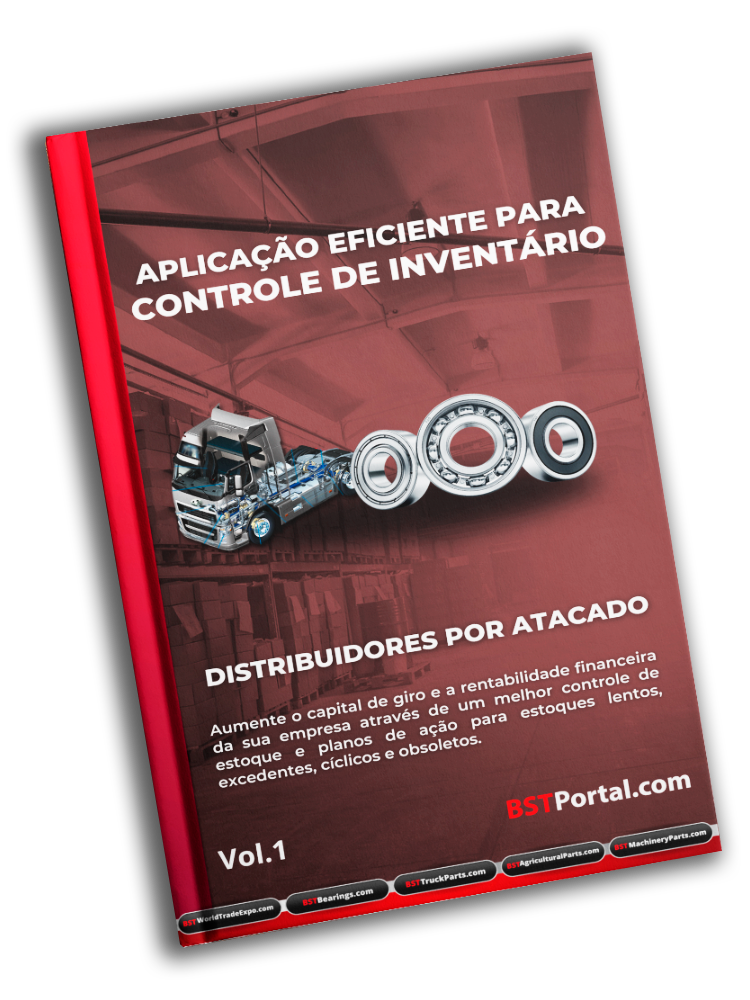 APLICAÇÃO EFICIENTE PARA
CONTROLE DE INVENTÁRIO
DISTRIBUIDORES POR ATACADO
Aumente o capital de giro e a rentabilidade financeira
da sua empresa através de um melhor controle de
estoque e planos de ação para estoques lentos,
excedentes, cíclicos e obsoletos.
BSTPortal.com
Vol.1
BSTWorldTradeExpo.com
BSTBearings.com
BSTTruckParts.com
BSTAgriculturalParts.com
BSTMachineryParts.com